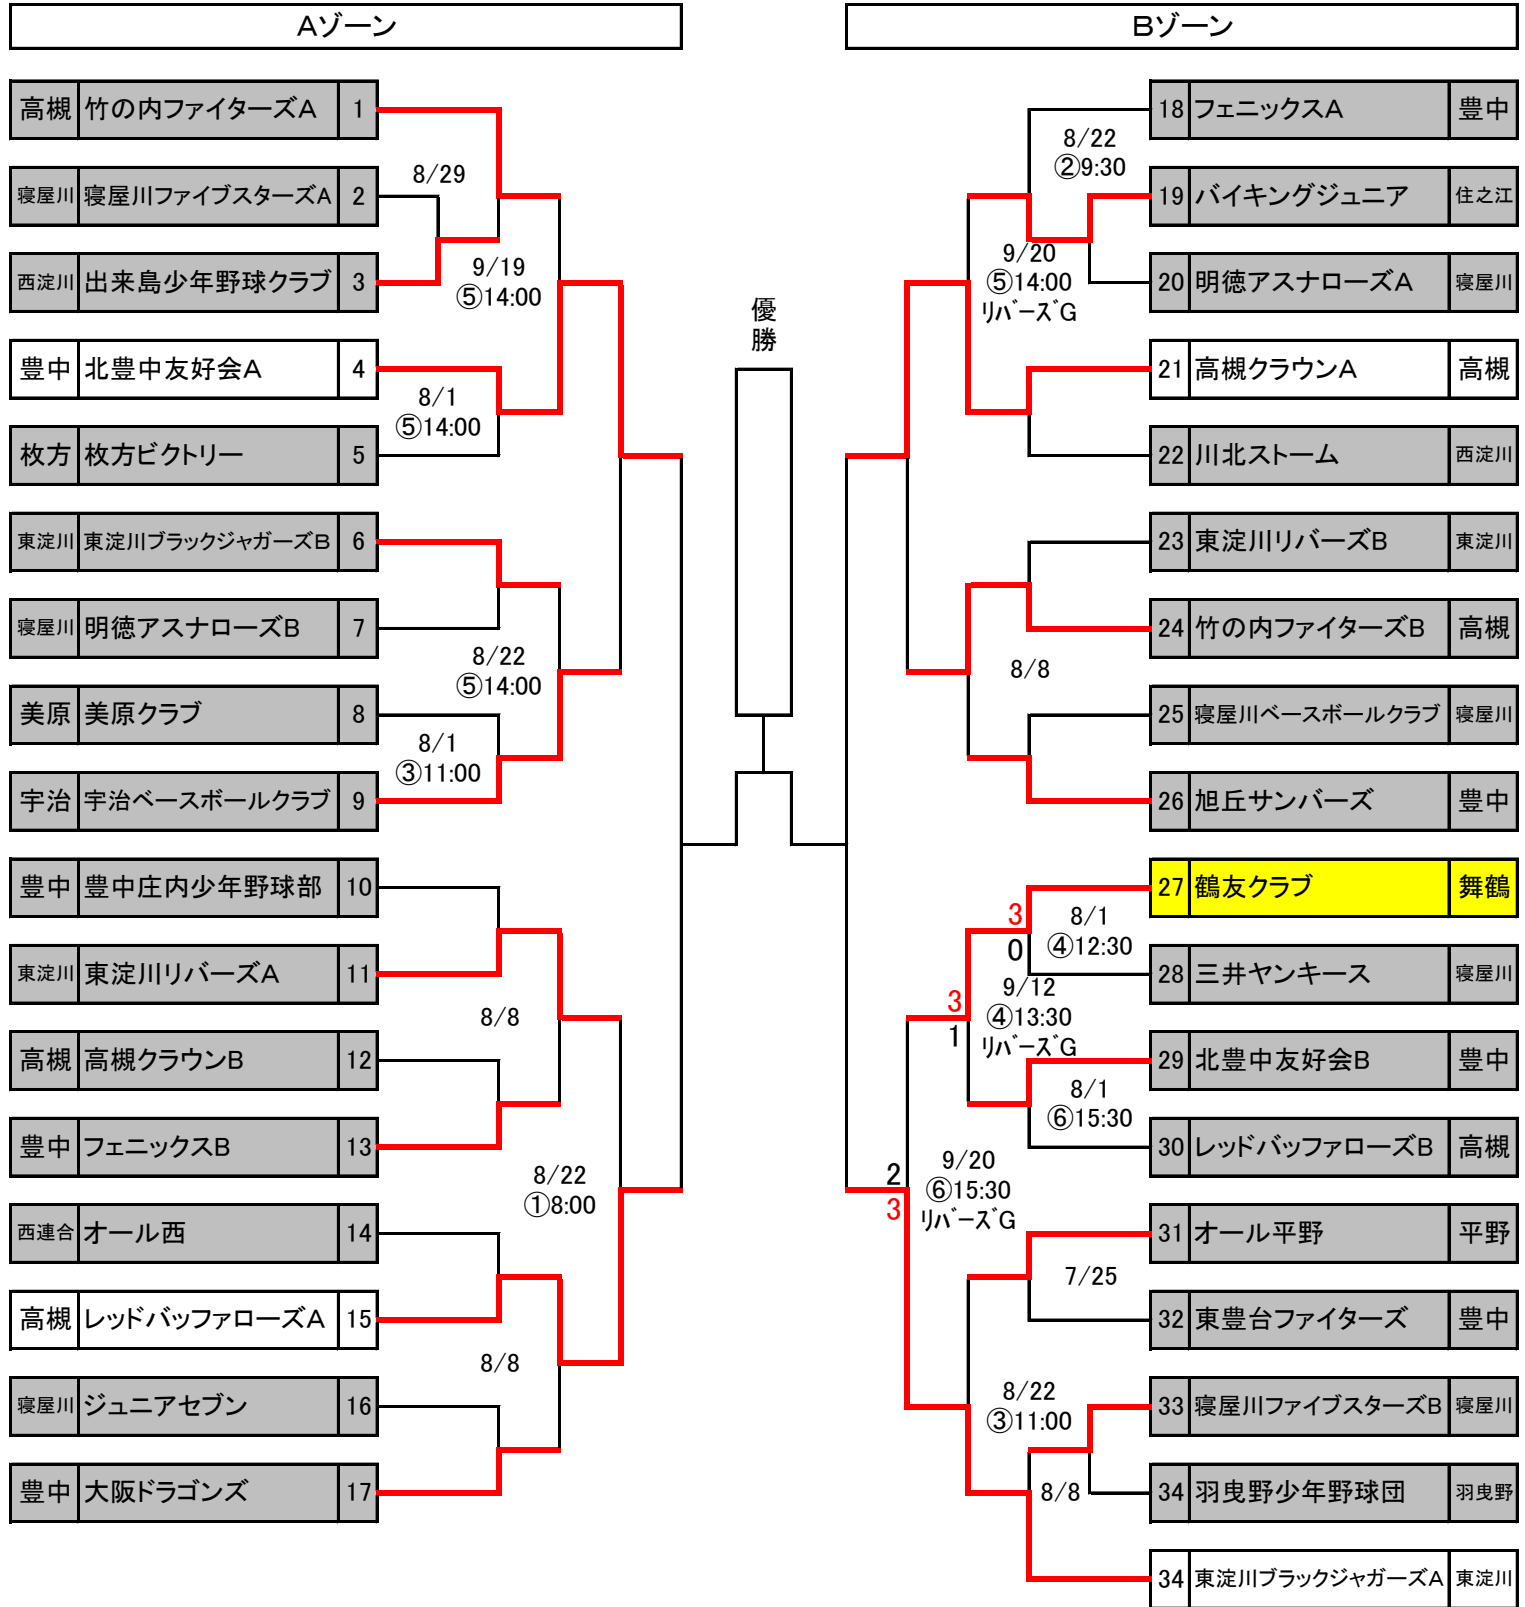 Aゾーン
Bゾーン
高槻 竹の内ファイターズA 1
寝屋川 寝屋川ファイブスターズA 2
西淀川 出来島少年野球クラブ 3
豊中 北豊中友好会A 4
枚方 枚方ビクトリー 5
東淀川 東淀川ブラックジャガーズB 6
寝屋川 明徳アスナローズB 7
美原 美原クラブ 8
宇治 宇治ベースボールクラブ 9
豊中 豊中庄内少年野球部 10
東淀川 東淀川リバーズA 11
高槻 高槻クラウンB 12
豊中 フェニックスB 13
西連合 オール西 14
高槻 レッドバッファローズA 15
寝屋川 ジュニアセブン 16
豊中 大阪ドラゴンズ 17
8/29
9/19
⑤14:00
8/1
⑤14:00
8/22
⑤14:00
8/1
③11:00
8/8
8/22
①8:00
8/8
優
勝
8/22
②9:30
9/20
⑤14:00
リバーズG
8/8
3
0
8/1
④12:30
3
1
9/12
④13:30
リバーズG
8/1
⑥15:30
2
3
9/20
⑥15:30
リバーズG
7/25
8/22
③11:00
8/8
18 フェニックスA 豊中
19 バイキングジュニア 住之江
20 明徳アスナローズA 寝屋川
21 高槻クラウンA 高槻
22 川北ストーム 西淀川
23 東淀川リバーズB 東淀川
24 竹の内ファイターズB 高槻
25 寝屋川ベースボールクラブ 寝屋川
26 旭丘サンバーズ 豊中
27 鶴友クラブ 舞鶴
28 三井ヤンキース 寝屋川
29 北豊中友好会B 豊中
30 レッドバッファローズB 高槻
31 オール平野 平野
32 東豊台ファイターズ 豊中
33 寝屋川ファイブスターズB 寝屋川
34 羽曳野少年野球団 羽曳野
34 東淀川ブラックジャガーズA 東淀川